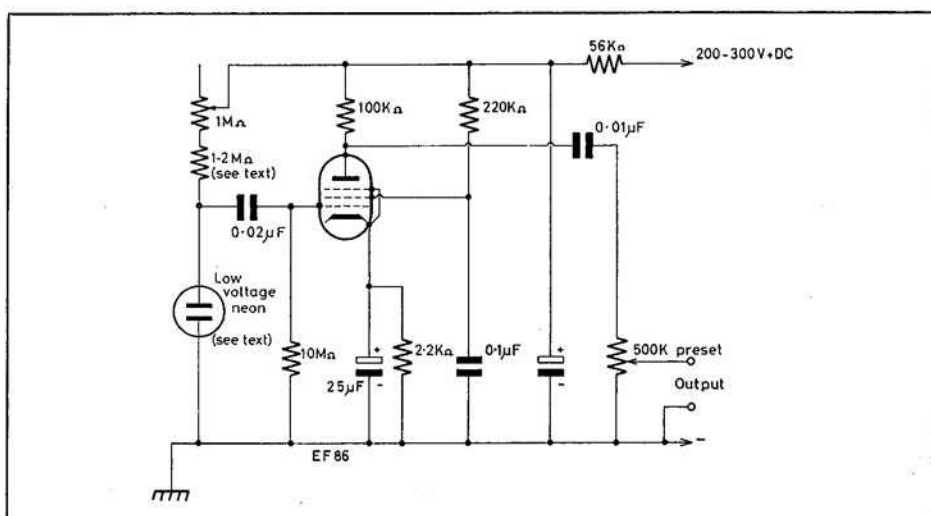 56KΩ
200-300V+DC
1MΩ
100KΩ
220KΩ
0·01μF
1·2MΩ
(see text)
0·02μF
Low
voltage
neon
(see text)
10MΩ
25μF
+
-
2·2KΩ
0·1μF
+
-
500K preset
Output
-
EF86